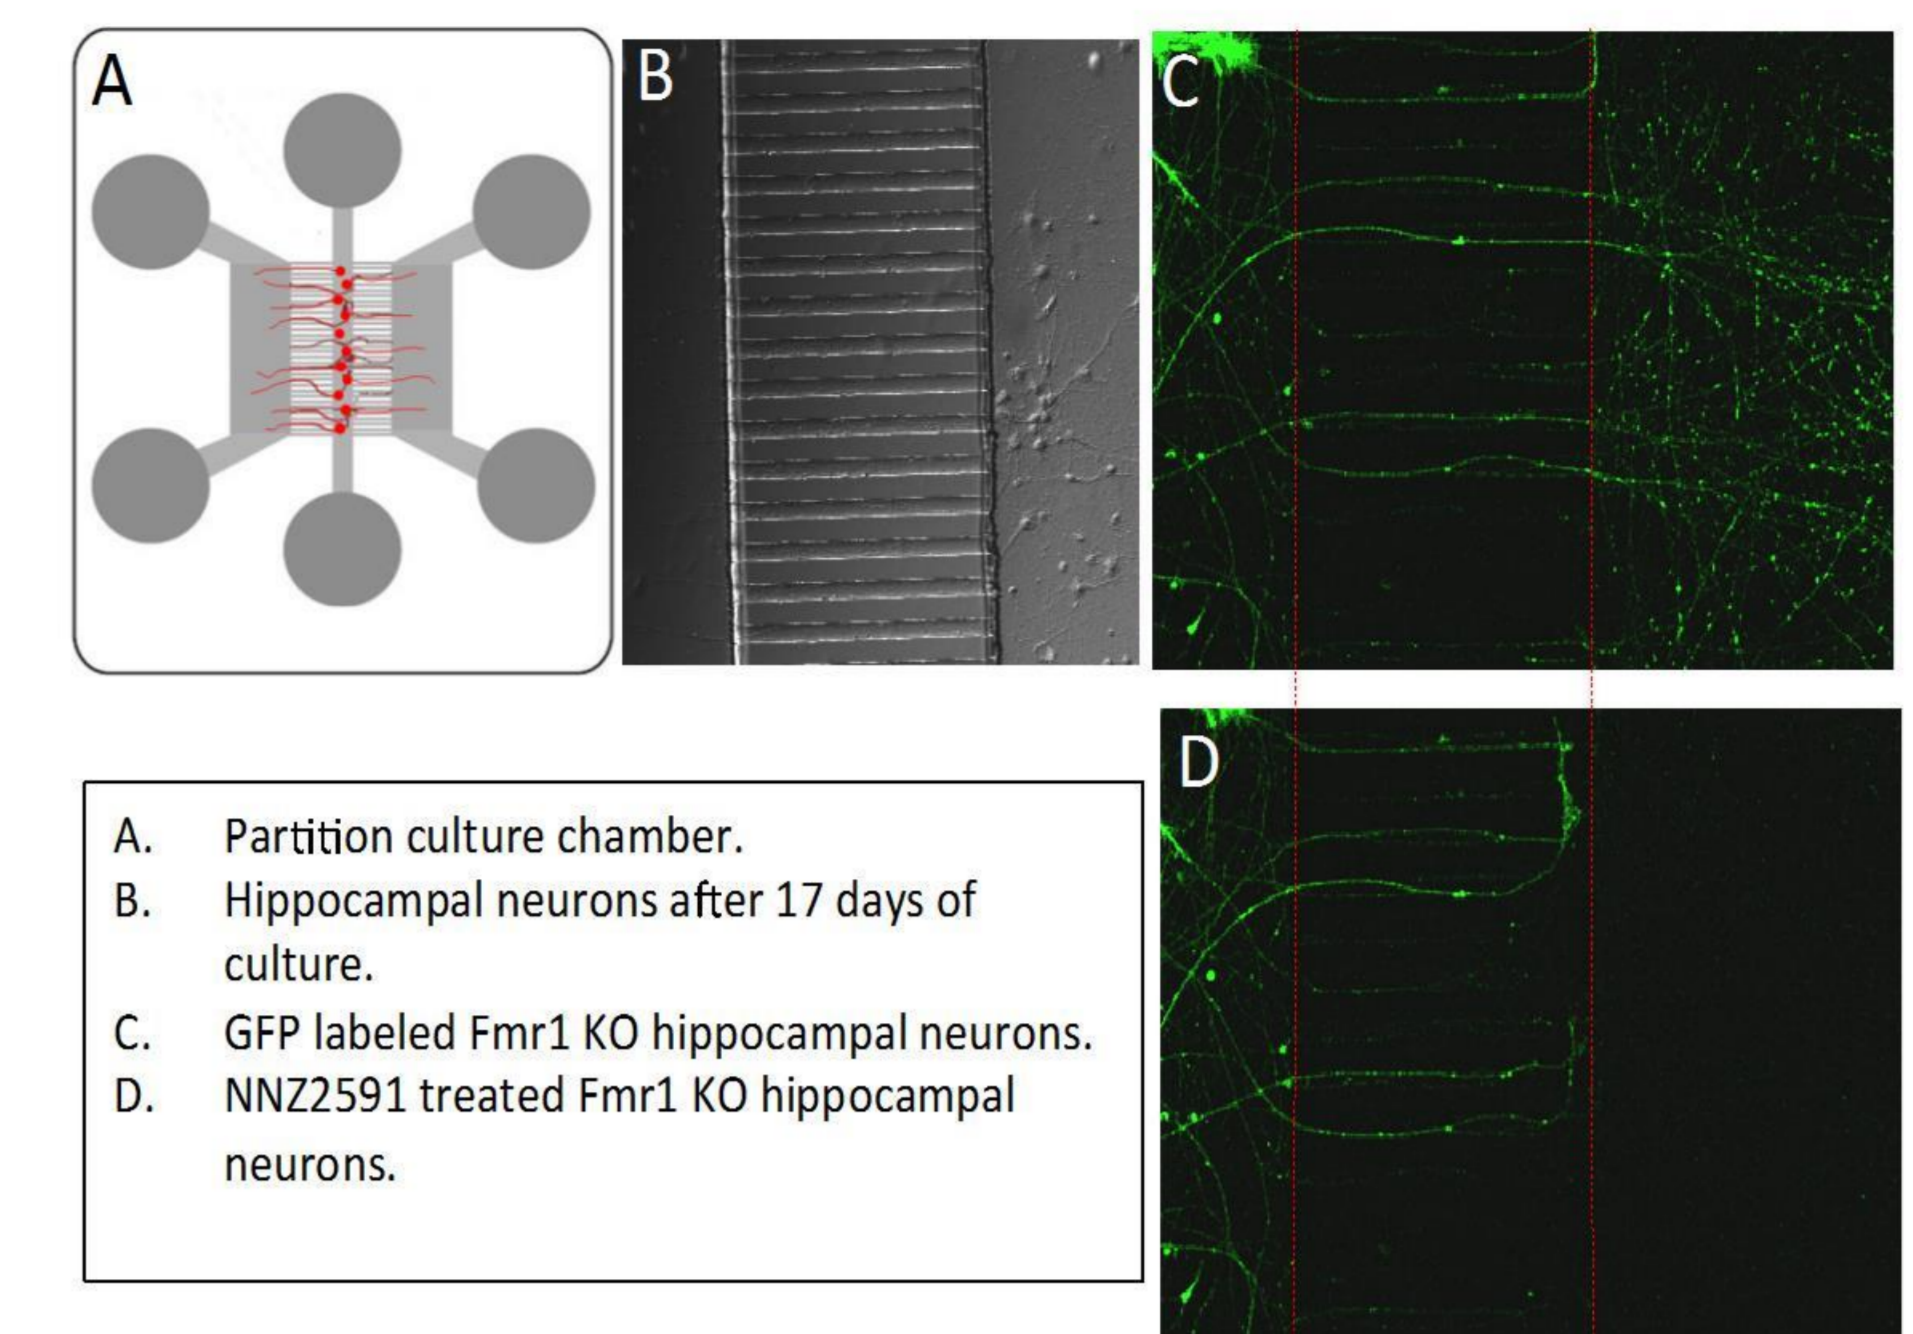 A
B
C
D
A. Partition culture chamber.
B. Hippocampal neurons after 17 days of
culture.
C. GFP labeled Fmr1 KO hippocampal neurons.
D. NNZ2591 treated Fmr1 KO hippocampal
neurons.